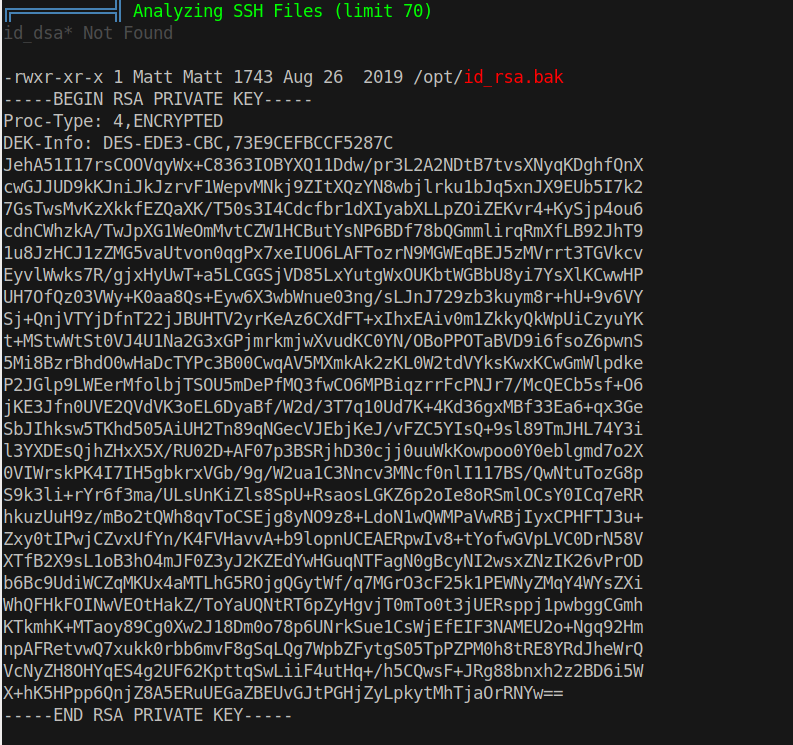 Analyzing SSH Files (limit 70)
id_dsa* Not Found
-rwxr-xr-x 1 Matt Matt 1743 Aug 26  2019 /opt/id_rsa.bak
-----BEGIN RSA PRIVATE KEY-----
Proc-Type: 4,ENCRYPTED
DEK-Info: DES-EDE3-CBC,73E9CEFBCCF5287C
JehA51I17rsCOOVqyWx+C8363IOBYXQ11Ddw/pr3L2A2NDtB7tvsXNyqKDghfQnX
cwGJJUD9kKJniJkJzrvF1WepvMNkj9ZItXQzYN8wbjlrku1bJq5xnJX9EUb5I7k2
7GsTwsMvKzXkkfEZQaXK/T50s3I4Cdcfbr1dXIyabXLLpZOiZEKvr4+KySjp4ou6
cdnCWhzkA/TwJpXG1WeOmMvtCZW1HCButYsNP6BDf78bQGmmlirqRmXfLB92JhT9
1u8JzHCJ1zZMG5vaUtvon0qgPx7xeIUO6LAFTozrN9MGWEqBEJ5zMVrrt3TGVkcv
EyvlWwks7R/gjxHyUwT+a5LCGGSjVD85LxYutgWxOUKbtWGBbU8yi7YsXlKCwwHP
UH7OfQz03VWy+K0aa8Qs+Eyw6X3wbWnue03ng/sLJnJ729zb3kuym8r+hU+9v6VY
Sj+QnjVTYjDfnT22jJBUHTV2yrKeAz6CXdFT+xIhxEAiv0m1ZkkyQkWpUiCzyuYK
t+MStwWtSt0VJ4U1Na2G3xGPjmrkmjwXvudKC0YN/OBoPPOTaBVD9i6fsoZ6pwnS
5Mi8BzrBhdO0wHaDcTYPc3B00CwqAV5MXmkAk2zKL0W2tdVYksKwxKCwGmWlpdke
P2JGlp9LWEerMfolbjTSOU5mDePfMQ3fwCO6MPBiqzrrFcPNJr7/McQECb5sf+O6
jKE3Jfn0UVE2QVdVK3oEL6DyaBf/W2d/3T7q10Ud7K+4Kd36gxMBf33Ea6+qx3Ge
SbJIhksw5TKhd505AiUH2Tn89qNGecVJEbjKeJ/vFZC5YIsQ+9sl89TmJHL74Y3i
l3YXDEsQjhZHxX5X/RU02D+AF07p3BSRjhD30cjj0uuWkKowpoo0Y0eblgmd7o2X
0VIWrskPK4I7IH5gbkrxVGb/9g/W2ua1C3Nncv3MNcf0nlI117BS/QwNtuTozG8p
S9k3li+rYr6f3ma/ULsUnKiZls8SpU+RsaosLGKZ6p2oIe8oRSmlOCsY0ICq7eRR
hkuzUuH9z/mBo2tQWh8qvToCSEjg8yNO9z8+LdoN1wQWMPaVwRBjIyxCPHFTJ3u+
Zxy0tIPwjCZvxUfYn/K4FVHavvA+b9lopnUCEAERpwIv8+tYofwGVpLVC0DrN58V
XTfB2X9sL1oB3hO4mJF0Z3yJ2KZEdYwHGuqNTFagN0gBcyNI2wsxZNzIK26vPrOD
b6Bc9UdiWCZqMKUx4aMTLhG5ROjgQGytWf/q7MGrO3cF25k1PEWNyZMqY4WYsZXi
WhQFHkFOINwVEOtHakZ/ToYaUQNtRT6pZyHgvjT0mTo0t3jUERsppj1pwbggCGmh
KTkmhK+MTaoy89Cg0Xw2J18Dm0o78p6UNrkSue1CsWjEfEIF3NAMEU2o+Ngq92Hm
npAFRetvwQ7xukk0rbb6mvF8gSqLQg7WpbZFytgS05TpPZPM0h8tRE8YRdJheWrQ
VcNyZH8OHYqES4g2UF62KpttqSwLiiF4utHq+/h5CQwsF+JRg88bnxh2z2BD6i5W
X+hK5HPpp6QnjZ8A5ERuUEGaZBEUvGJtPGHjZyLpkytMhTjaOrRNYw==
-----END RSA PRIVATE KEY-----